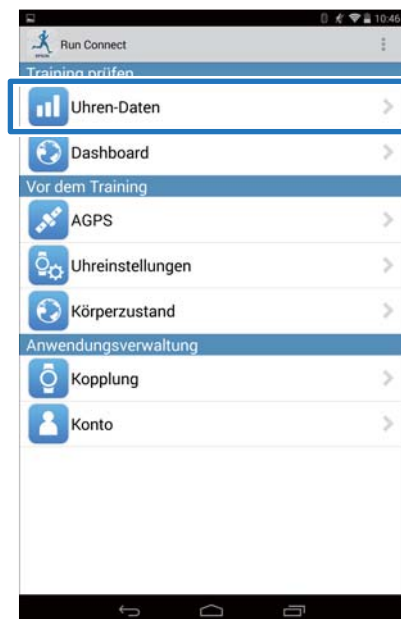 10:46
Run Connect
Training prüfen
Uhren-Daten
Dashboard
Vor dem Training
AGPS
Uhreinstellungen
Körperzustand
Anwendungsverwaltung
Kopplung
Konto